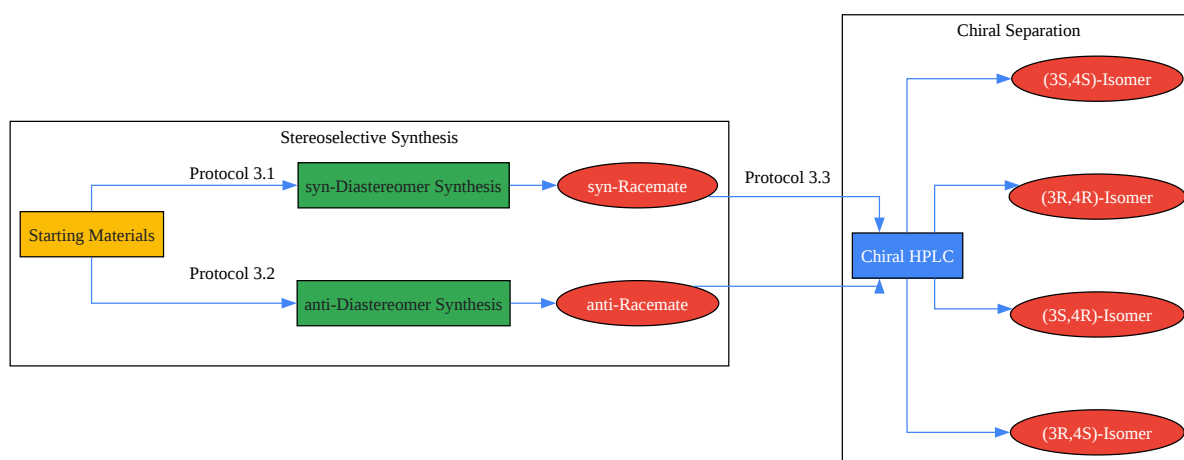 Stereoselective Synthesis
Starting Materials
Protocol 3.1
syn-Diastereomer Synthesis
syn-Racemate
Protocol 3.2
anti-Diastereomer Synthesis
anti-Racemate
Protocol 3.3
Chiral Separation
Chiral HPLC
(3S,4S)-Isomer
(3R,4R)-Isomer
(3S,4R)-Isomer
(3R,4S)-Isomer